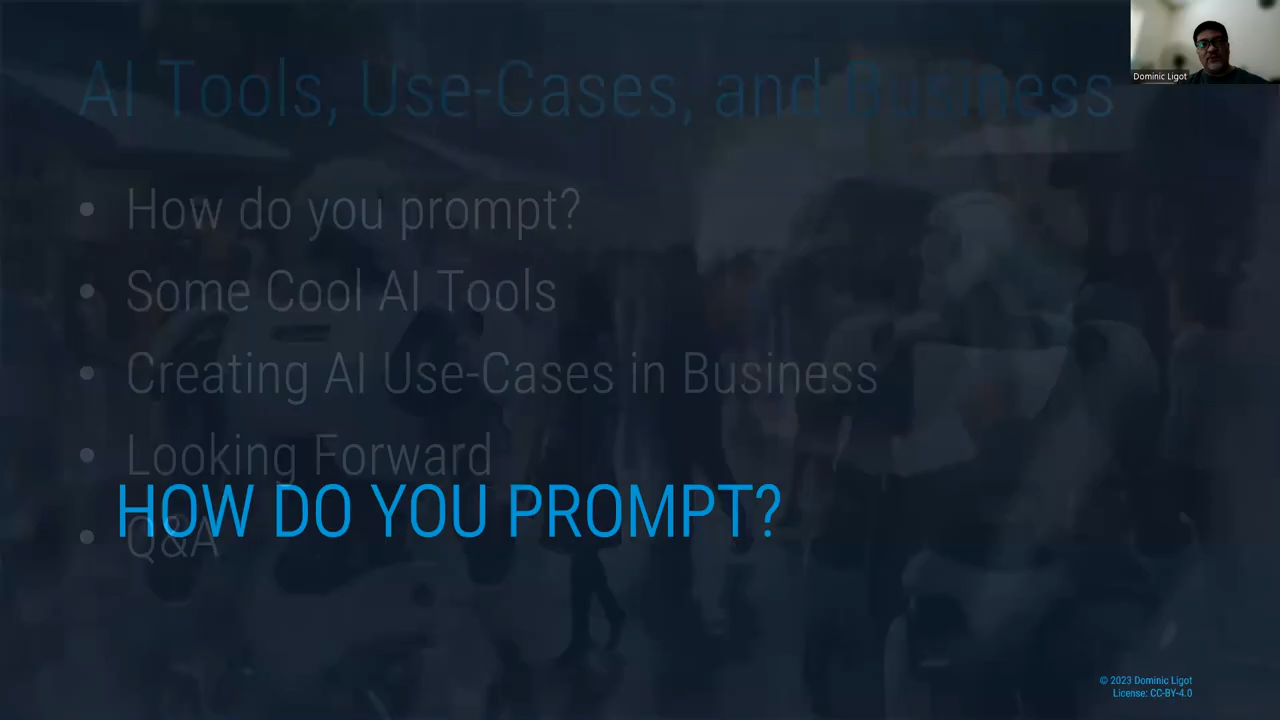 Dominic Ligot
AI Tools, Use-Cases, and Business
• How do you prompt?
• Some Cool AI Tools
• Creating AI Use-Cases in Business
• Looking Forward
HOW DO YOU PROMPT?
• Q&A
© 2023 Dominic Ligot
License: CC-BY-4.0